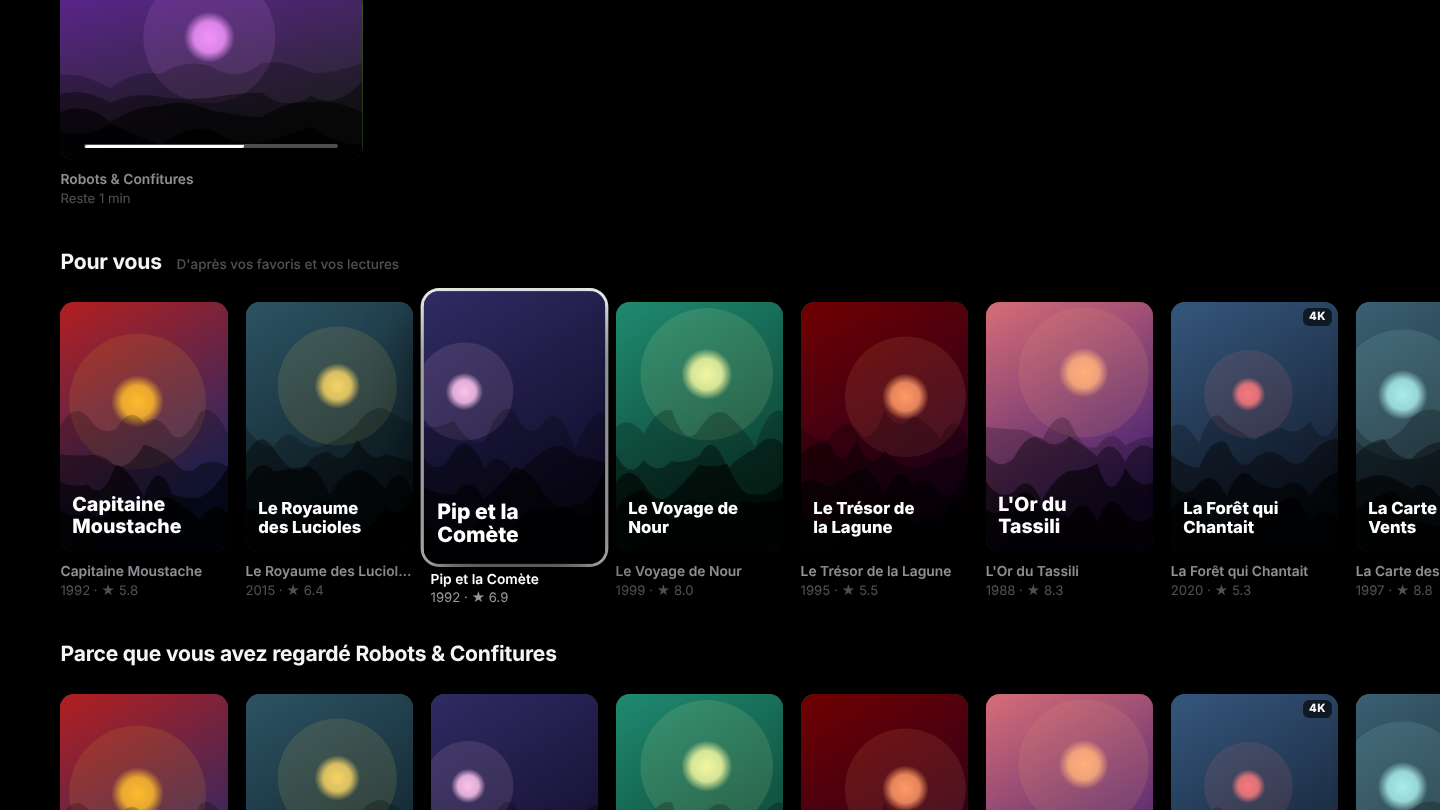 Robots & Confitures
Reste 1 min
Pour vous D'après vos favoris et vos lectures
4K
Capitaine
Moustache
Le Royaume
des Lucioles
Pip et la
Comète
Le Voyage de
Nour
Le Trésor de
la Lagune
L'Or du
Tassili
La Forêt qui
Chantait
La Carte
Vents
Capitaine Moustache
1992 · ★ 5.8
Le Royaume des Luciol…
2015 · ★ 6.4
Pip et la Comète
1992 · ★ 6.9
Le Voyage de Nour
1999 · ★ 8.0
Le Trésor de la Lagune
1995 · ★ 5.5
L'Or du Tassili
1988 · ★ 8.3
La Forêt qui Chantait
2020 · ★ 5.3
La Carte des
1997 · ★ 8.8
Parce que vous avez regardé Robots & Confitures
4K